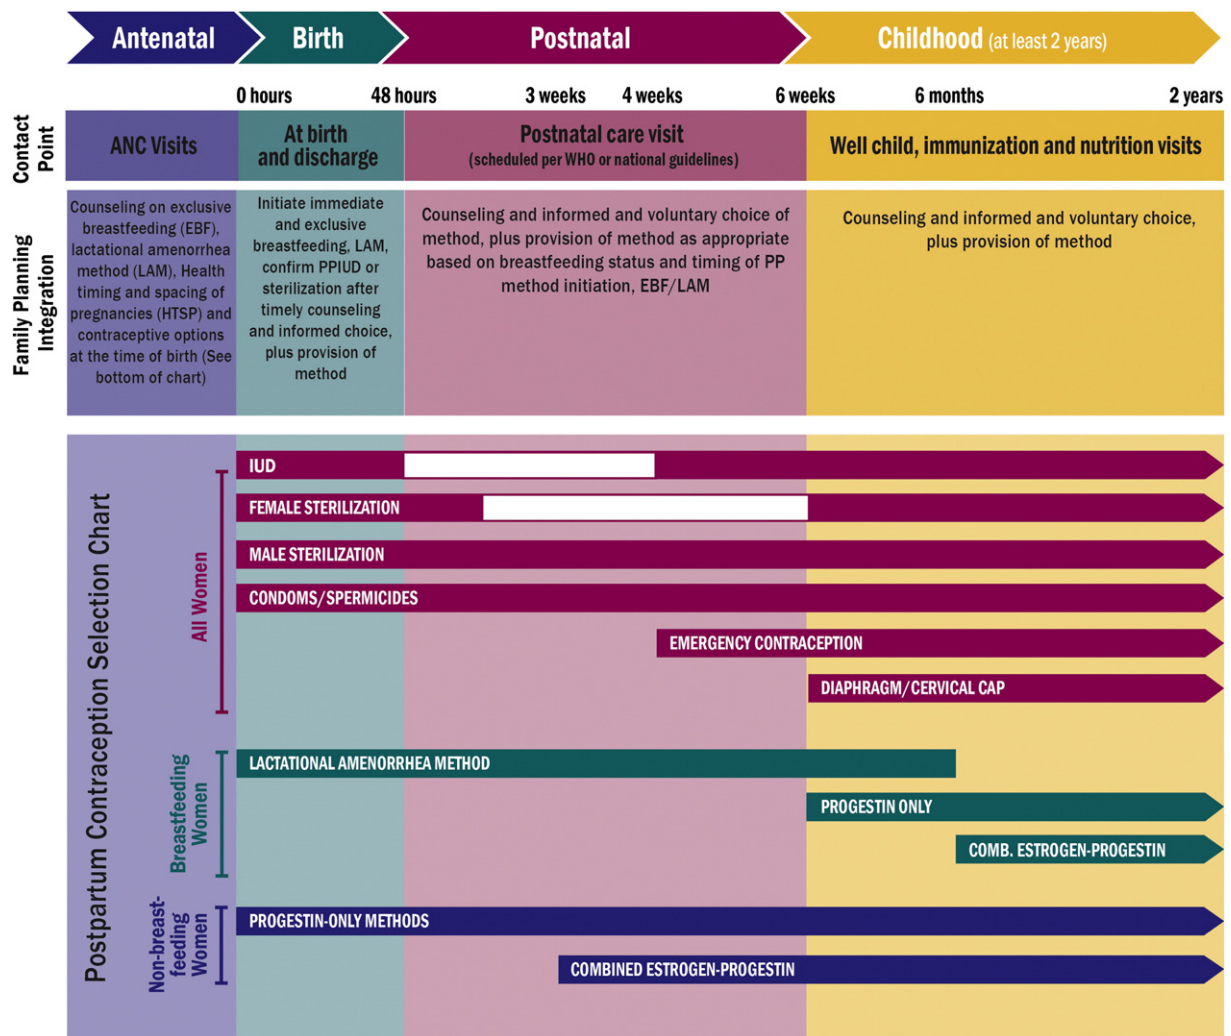 Antenatal
Birth
Postnatal
Childhood (at least 2 years)
0 hours
48 hours
3 weeks
4 weeks
6 weeks
6 months
2 years
Contact
Point
ANC Visits
At birth
and discharge
Postnatal care visit
(scheduled per WHO or national guidelines)
Well child, immunization and nutrition visits
Family Planning
Integration
Counseling on exclusive
breastfeeding (EBF),
lactational amenorrhea
method (LAM), Health
timing and spacing of
pregnancies (HTSP) and
contraceptive options
at the time of birth (See
bottom of chart)
Initiate immediate
and exclusive
breastfeeding, LAM,
confirm PPIUD or
sterilization after
timely counseling
and informed choice,
plus provision of
method
Counseling and informed and voluntary choice of
method, plus provision of method as appropriate
based on breastfeeding status and timing of PP
method initiation, EBF/LAM
Counseling and informed and voluntary choice,
plus provision of method
Postpartum Contraception Selection Chart
All Women
IUD
FEMALE STERILIZATION
MALE STERILIZATION
CONDOMS/SPERMICIDES
EMERGENCY CONTRACEPTION
DIAPHRAGM/CERVICAL CAP
Breastfeeding
Women
LACTATIONAL AMENORRHEA METHOD
PROGESTIN ONLY
COMB. ESTROGEN-PROGESTIN
Non-breast-
feeding
Women
PROGESTIN-ONLY METHODS
COMBINED ESTROGEN-PROGESTIN